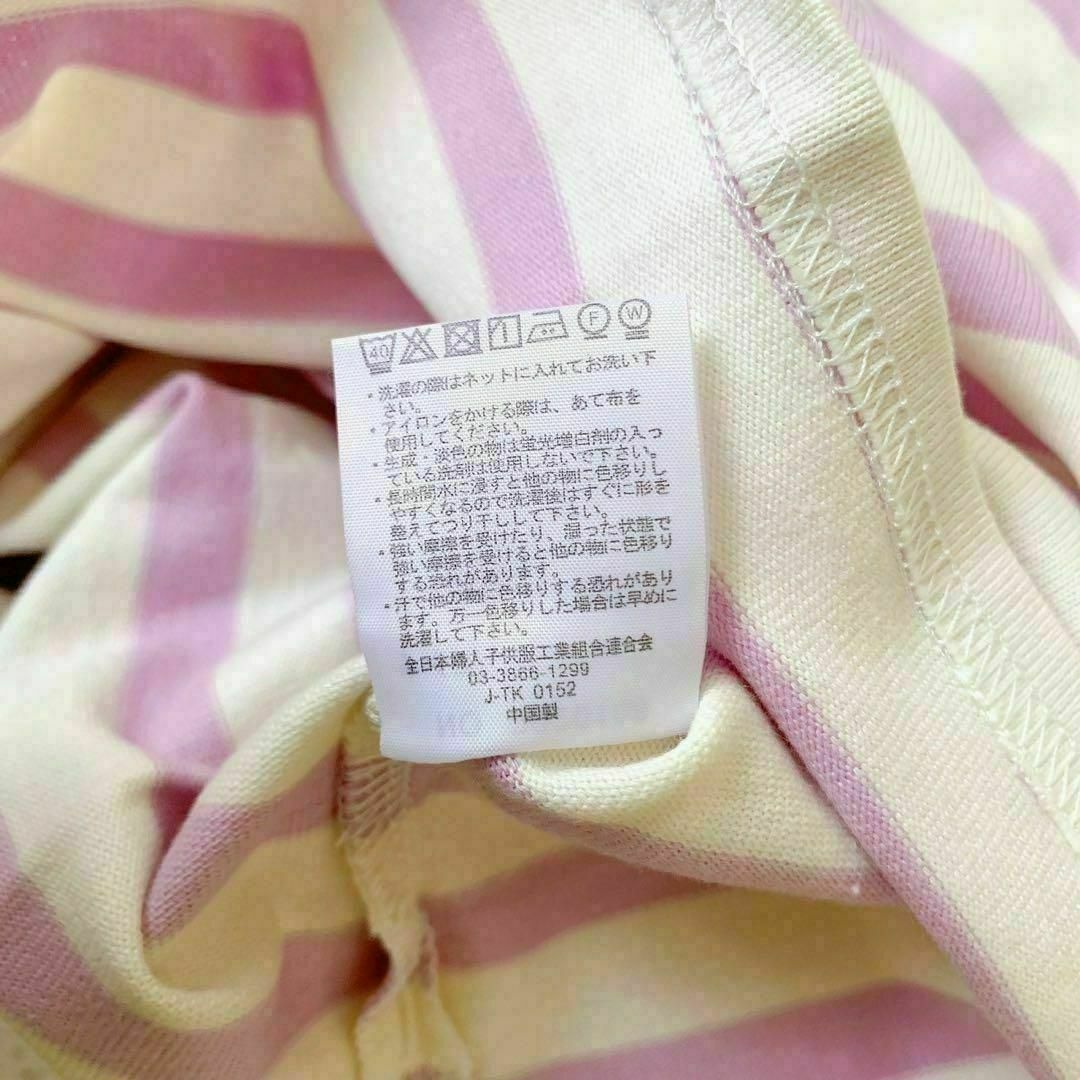 40 F W
・洗濯の際はネットに入れてお洗い下
さい。
・アイロンをかける際は、あて布を
使用してください。
・生成・淡色の物は蛍光増白剤の入っ
ている洗剤は使用しないで下さい。
・長時間水に浸すと他の物に色移りし
やすくなるので洗濯後はすぐに形を
整えてつり干しして下さい。
・強い摩擦を受けたり、湿った状態で
強い摩擦を受けると他の物に色移り
する恐れがあります。
・汗で他の物に色移りする恐れがあり
ます。万一色移りした場合は早めに
洗濯して下さい。
全日本婦人子供服工業組合連合会
03-3866-1299
J-TK 0152
中国製